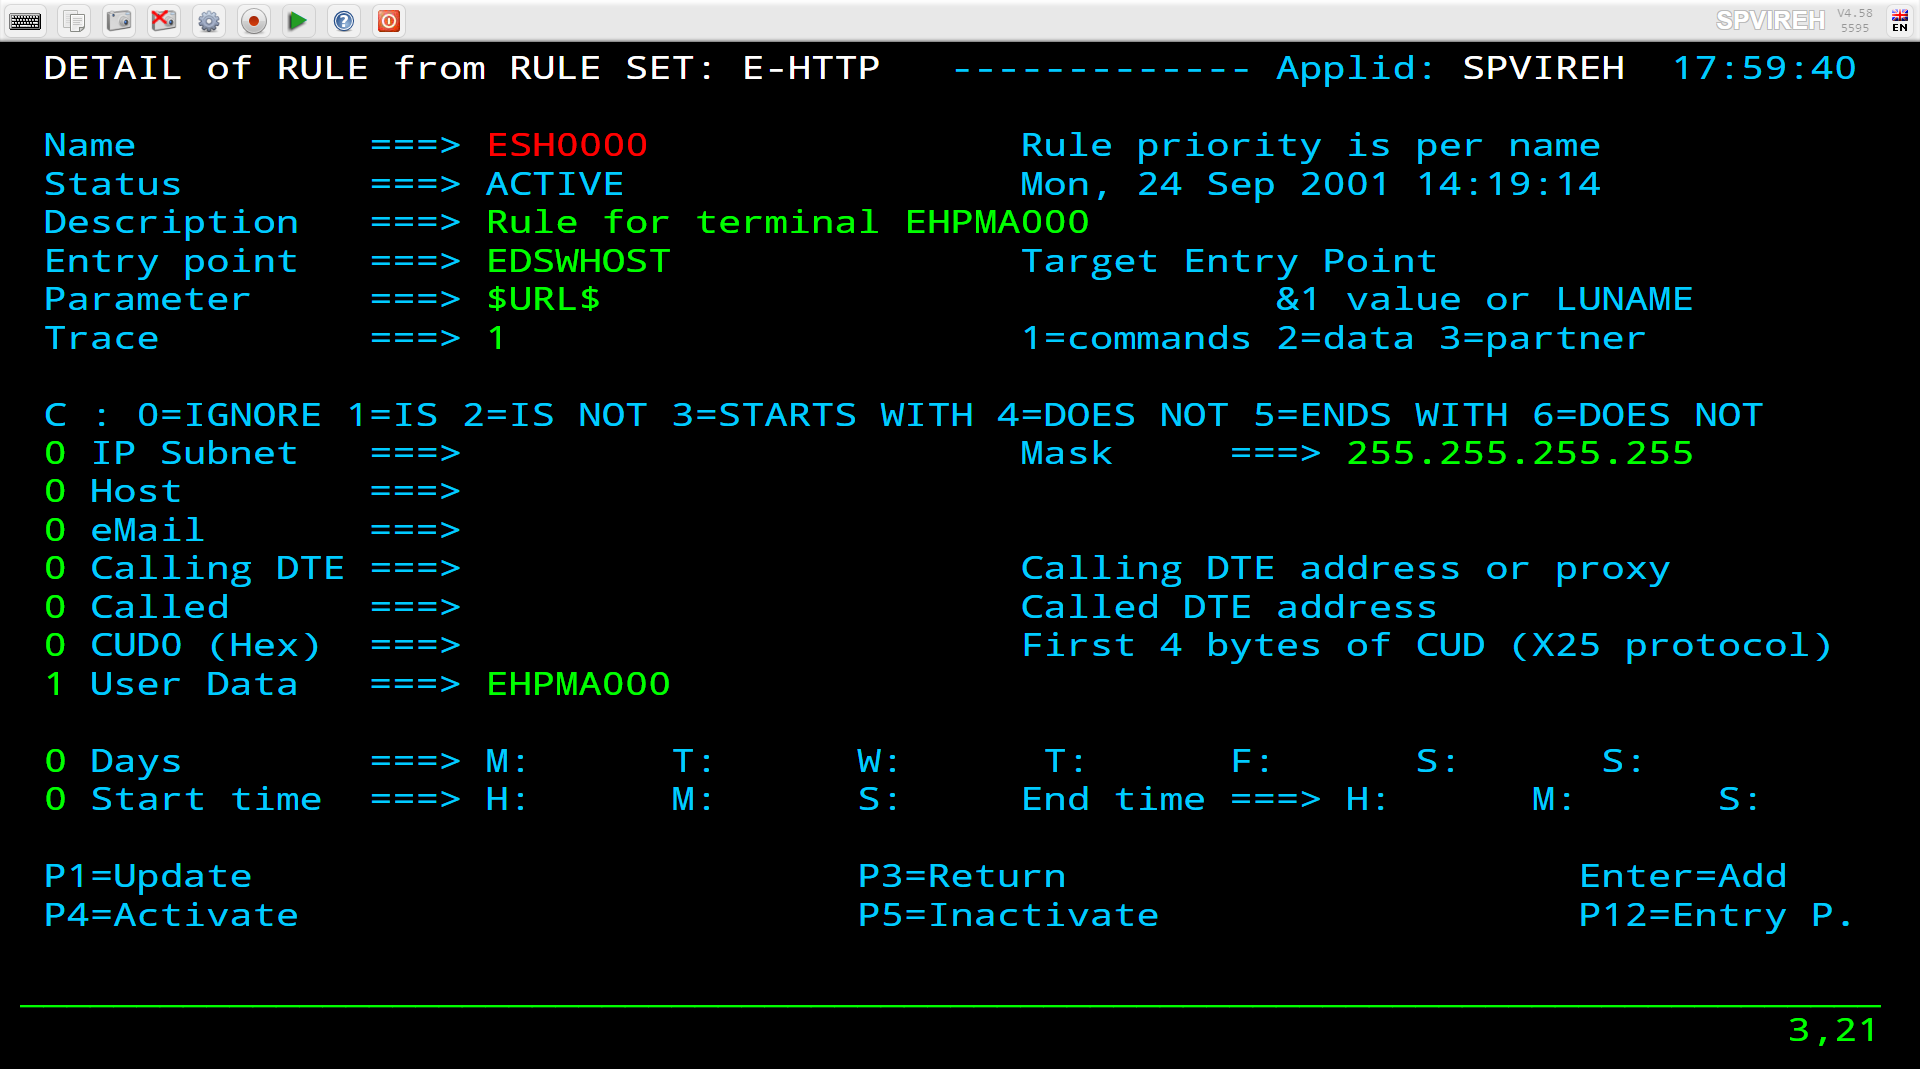 SPVIREH V4.58 5595 EN
DETAIL of RULE from RULE SET: E-HTTP ------------- Applid: SPVIREH 17:59:40
Name ===> ESH0000 Rule priority is per name
Status ===> ACTIVE Mon, 24 Sep 2001 14:19:14
Description ===> Rule for terminal EHPMA000
Entry point ===> EDSWHOST Target Entry Point
Parameter ===> $URL$ &1 value or LUNAME
Trace ===> 1 1=commands 2=data 3=partner
C : 0=IGNORE 1=IS 2=IS NOT 3=STARTS WITH 4=DOES NOT 5=ENDS WITH 6=DOES NOT
0 IP Subnet ===> Mask ===> 255.255.255.255
0 Host ===>
0 eMail ===>
0 Calling DTE ===> Calling DTE address or proxy
0 Called ===> Called DTE address
0 CUD0 (Hex) ===> First 4 bytes of CUD (X25 protocol)
1 User Data ===> EHPMA000
0 Days ===> M: T: W: T: F: S: S:
0 Start time ===> H: M: S: End time ===> H: M: S:
P1=Update P3=Return Enter=Add
P4=Activate P5=Inactivate P12=Entry P.
3,21